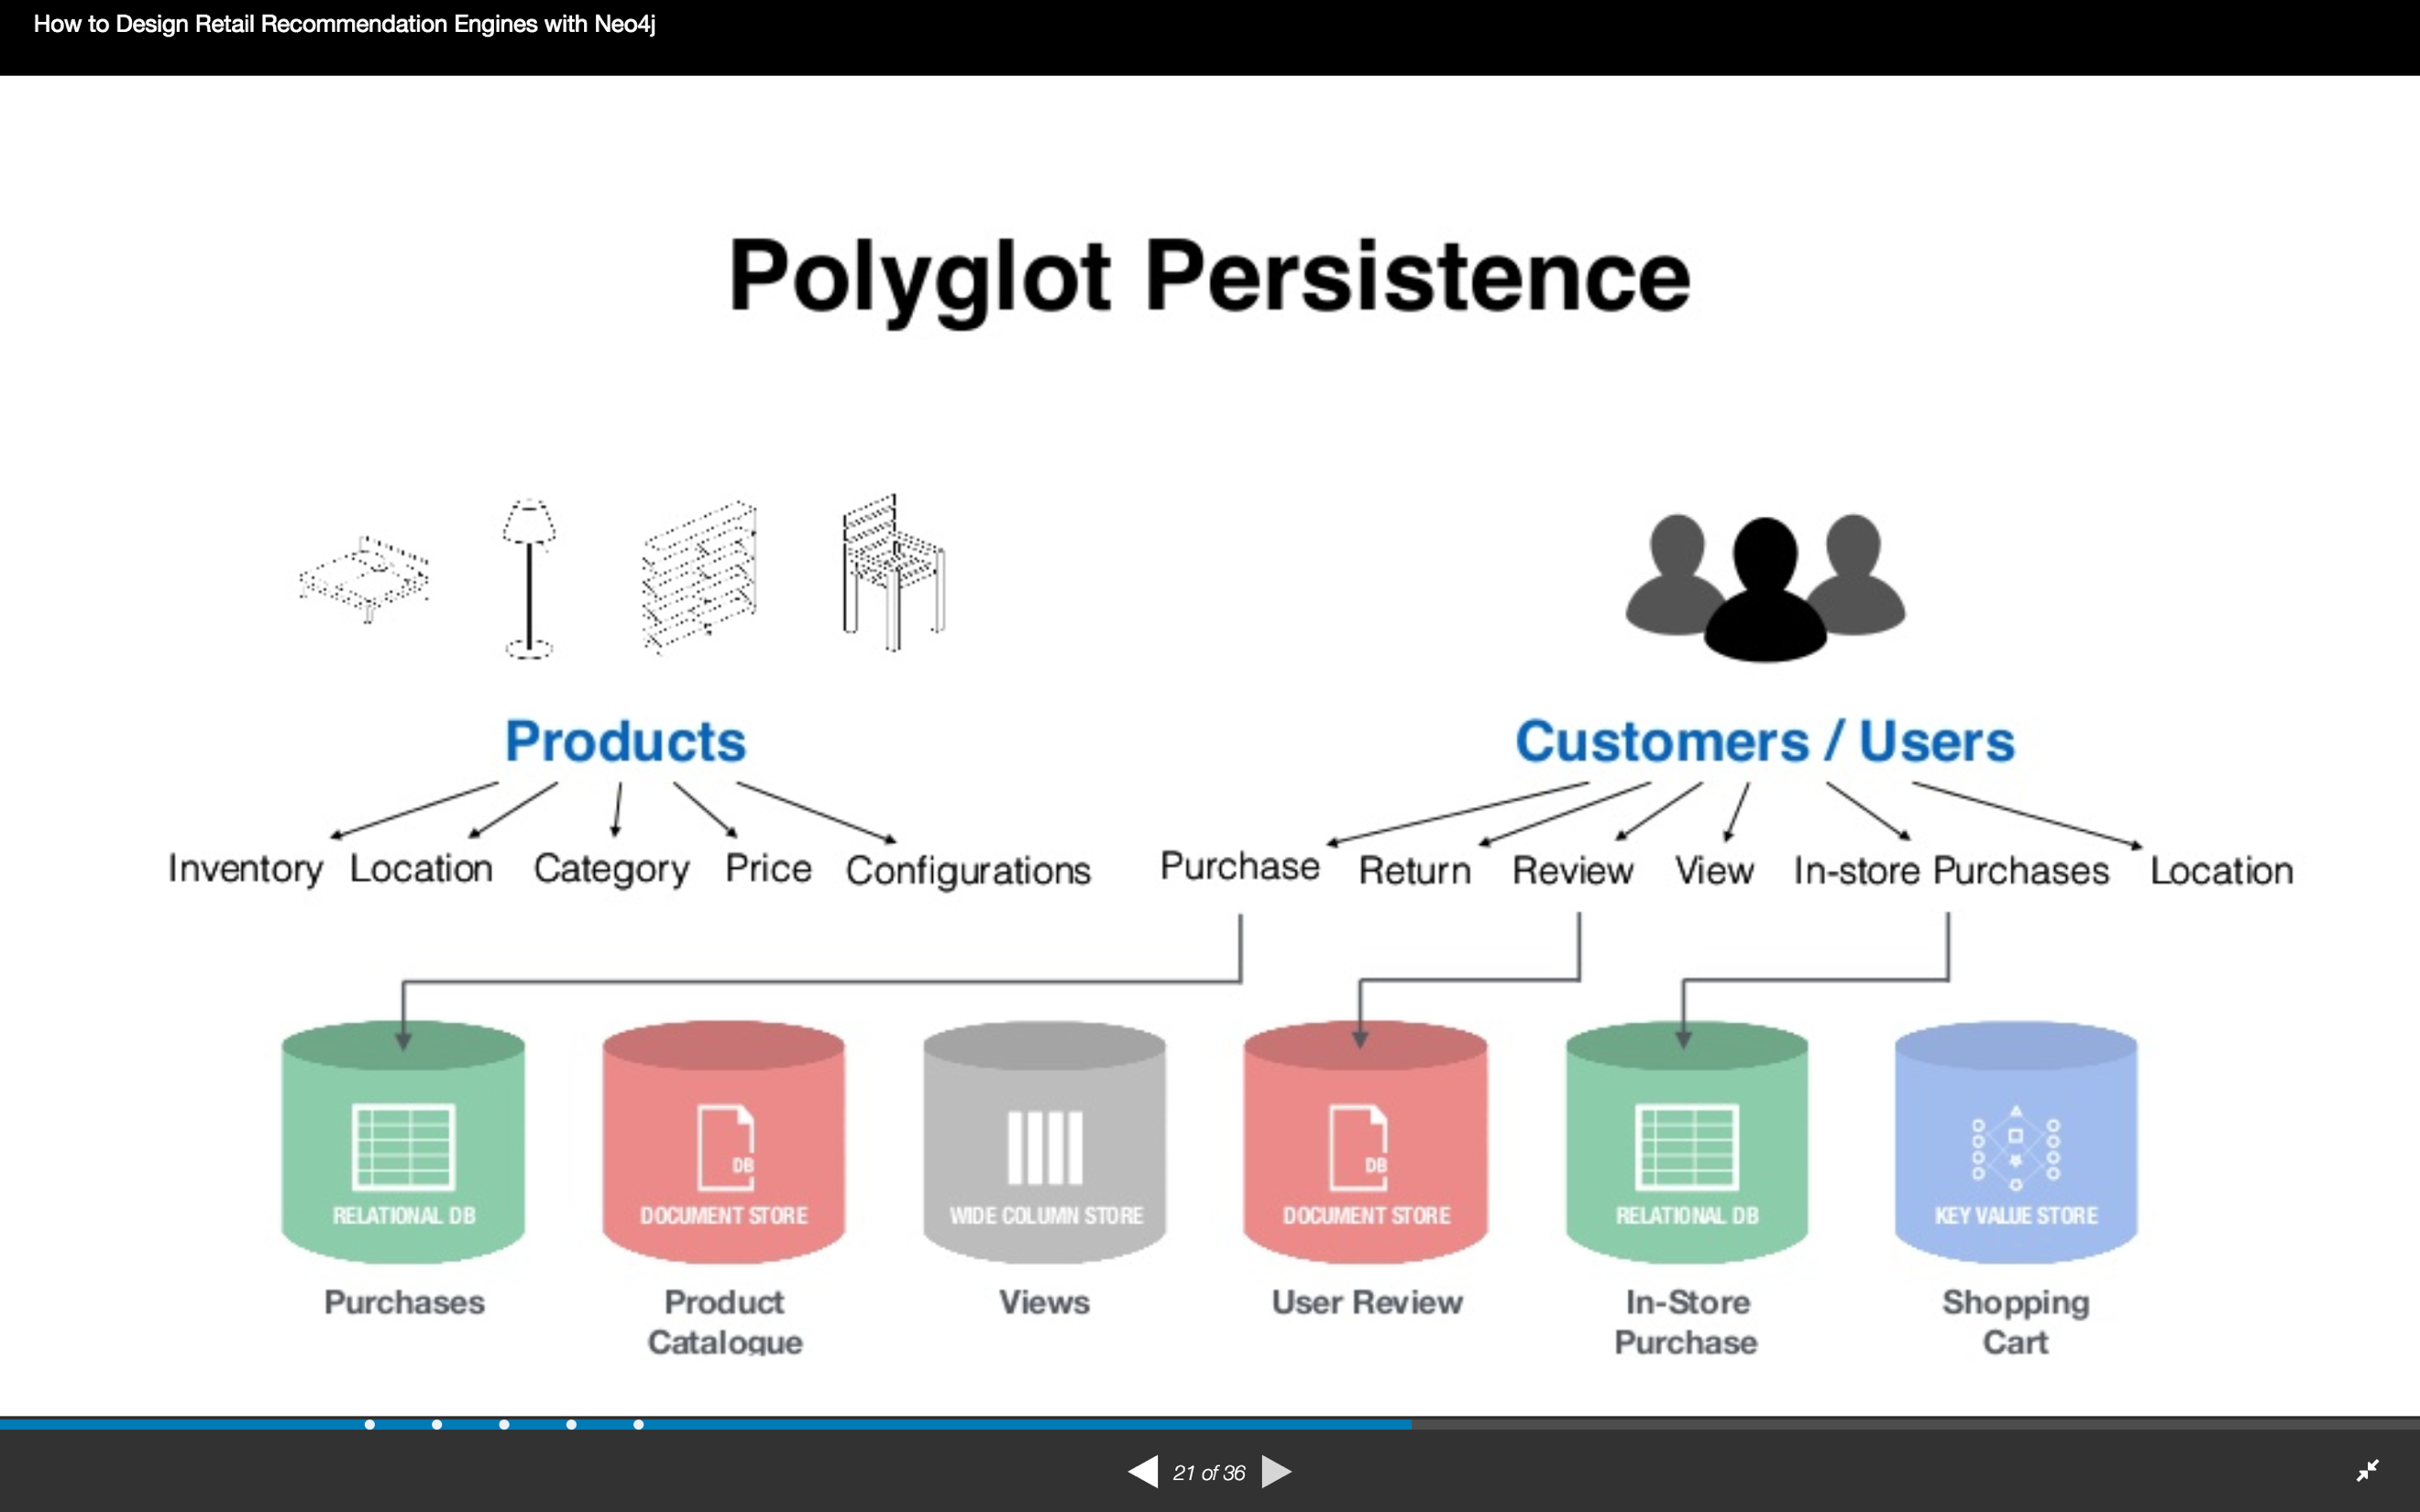 How to Design Retail Recommendation Engines with Neo4j
Polyglot Persistence
Products
Customers / Users
Inventory Location Category Price Configurations Purchase Return Review View In-store Purchases Location
DB
DB
RELATIONAL DB
DOCUMENT STORE
WIDE COLUMN STORE
DOCUMENT STORE
RELATIONAL DB
KEY VALUE STORE
Purchases
Product
Catalogue
Views
User Review
In-Store
Purchase
Shopping
Cart
21 of 36